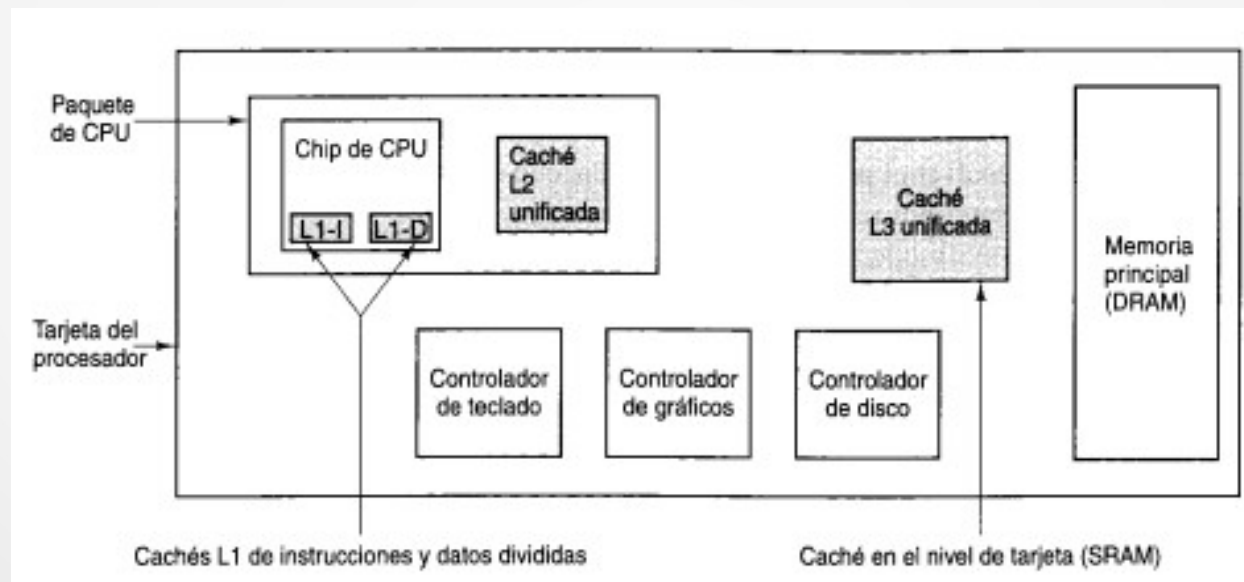 Paquete
de CPU
Chip de CPU
L1-I
L1-D
Caché
L2
unificada
Caché
L3 unificada
Memoria
principal
(DRAM)
Tarjeta del
procesador
Controlador
de teclado
Controlador
de gráficos
Controlador
de disco
Cachés L1 de instrucciones y datos divididas
Caché en el nivel de tarjeta (SRAM)